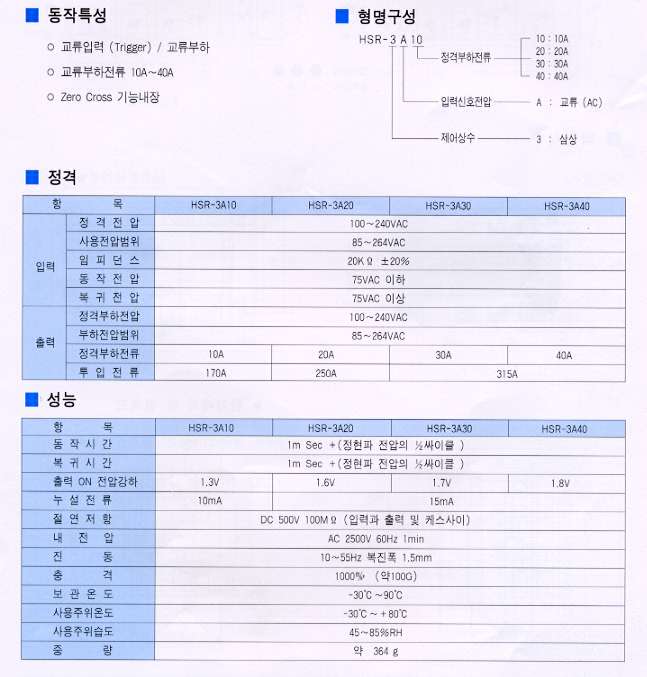 동작특성
○ 교류입력 (Trigger) / 교류부하
○ 교류부하전류 10A~40A
○ Zero Cross 기능내장
형명구성
HSR-3 A 10
정격부하전류
10 : 10A
20 : 20A
30 : 30A
40 : 40A
입력신호전압 A : 교류 (AC)
제어상수 3 : 삼상
정격
항 목 HSR-3A10 HSR-3A20 HSR-3A30 HSR-3A40
입력
정격전압 100~240VAC
사용전압범위 85~264VAC
임피던스 20KΩ ±20%
동작전압 75VAC 이하
복귀전압 75VAC 이상
출력
정격부하전압 100~240VAC
부하전압범위 85~264VAC
정격부하전류 10A 20A 30A 40A
투입전류 170A 250A 315A
성능
항 목 HSR-3A10 HSR-3A20 HSR-3A30 HSR-3A40
동작시간 1m Sec +(정현파 전압의 ½싸이클 )
복귀시간 1m Sec +(정현파 전압의 ½싸이클 )
출력 ON 전압강하 1.3V 1.6V 1.7V 1.8V
누설전류 10mA 15mA
절연저항 DC 500V 100MΩ (입력과 출력 및 케스사이)
내전압 AC 2500V 60Hz 1min
진동 10~55Hz 복진폭 1.5mm
충격 (약100G)
보관온도 -30℃~90℃
사용주위온도 -30℃~+80℃
사용주위습도 45~85%RH
중량 약 364 g